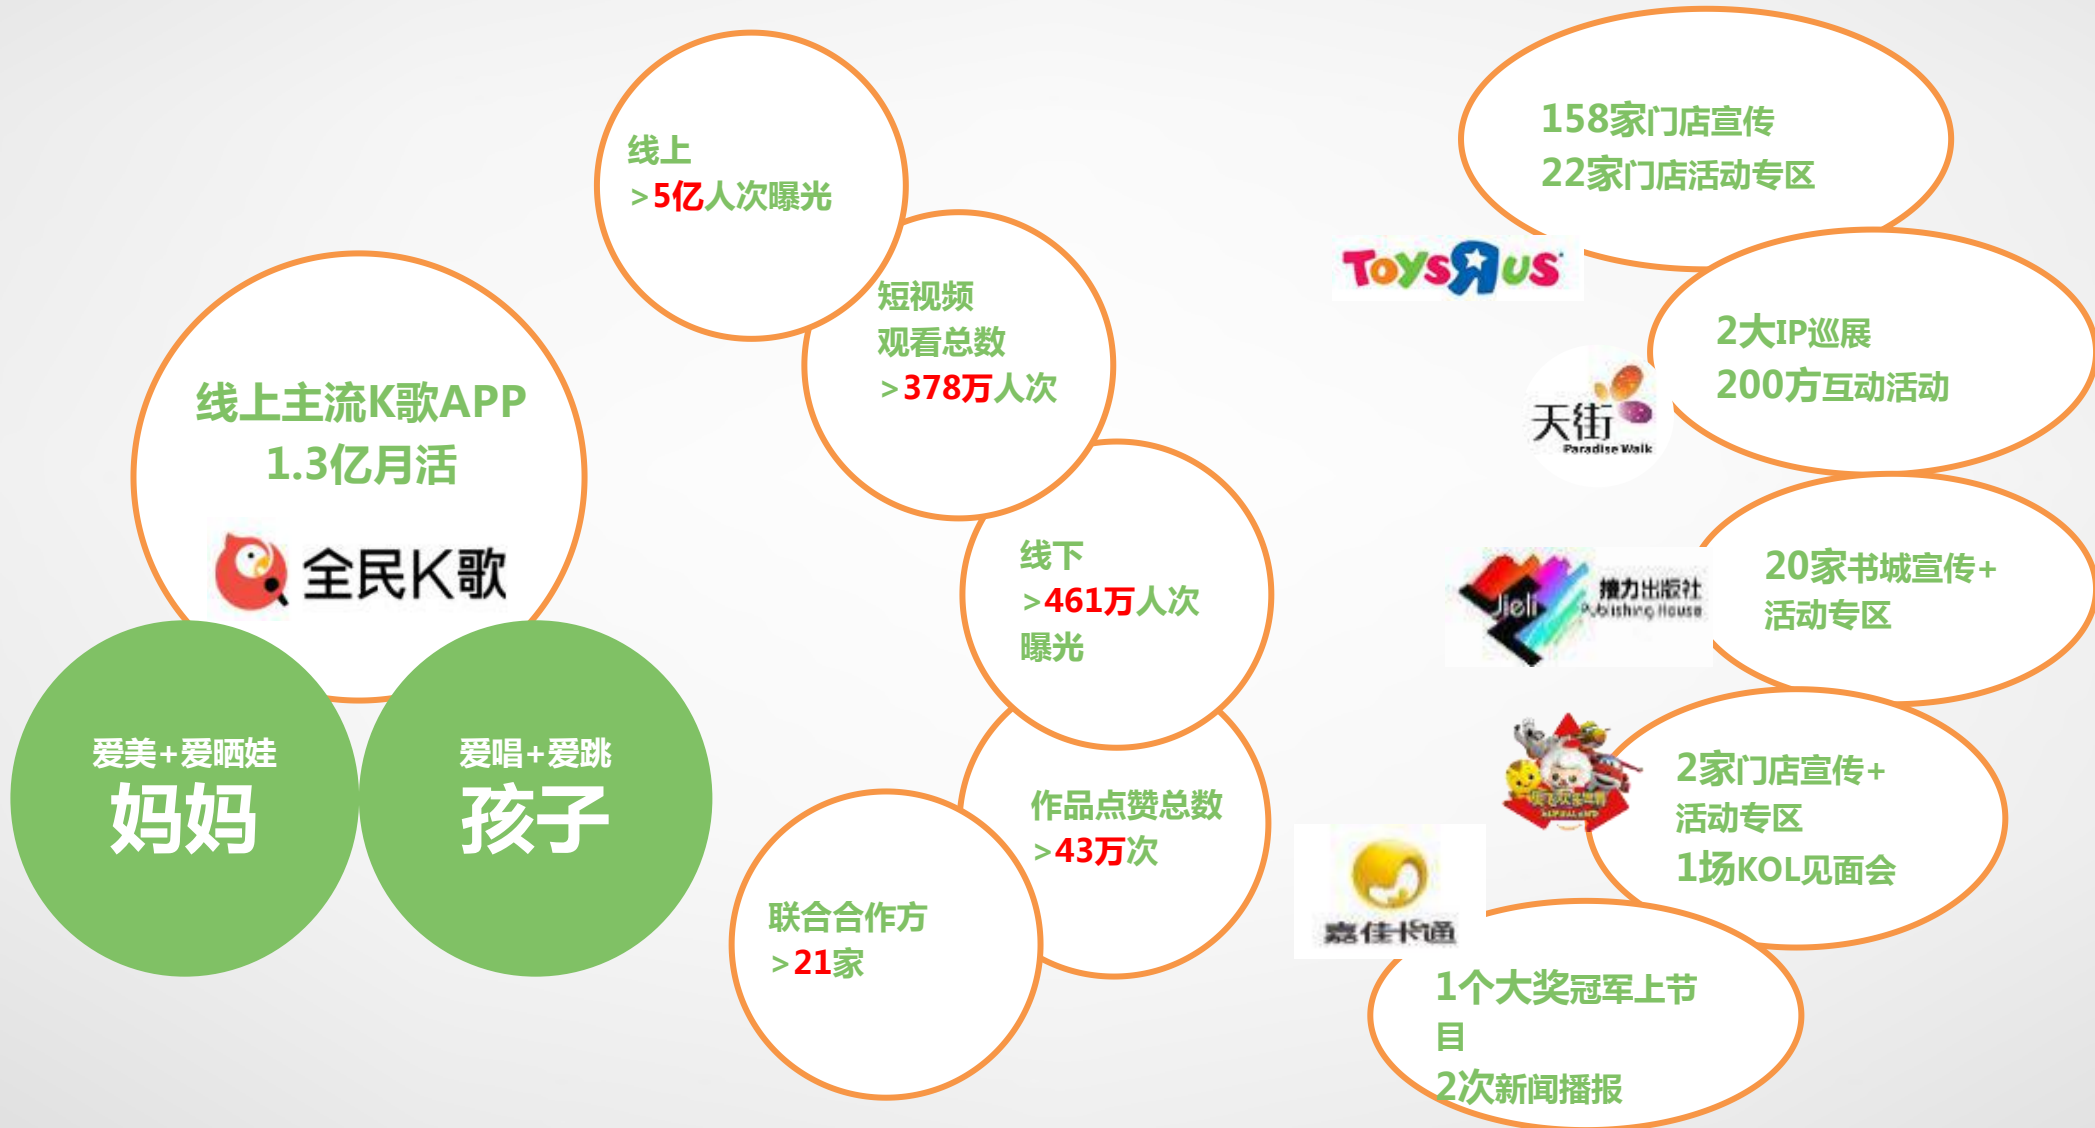 线上主流K歌APP
1.3亿月活
全民K歌
爱美+爱晒娃
妈妈
爱唱+爱跳
孩子
线上
>5亿人次曝光
短视频
观看总数
>378万人次
线下
>461万人次
曝光
作品点赞总数
>43万次
联合合作方
>21家
158家门店宣传
22家门店活动专区
ToysRus
2大IP巡展
200方互动活动
天街
Paradise Walk
20家书城宣传+
活动专区
Jieli
接力出版社
Publishing House
2家门店宣传+
活动专区
1场KOL见面会
嘉佳卡通
1个大奖冠军上节
目
2次新闻播报